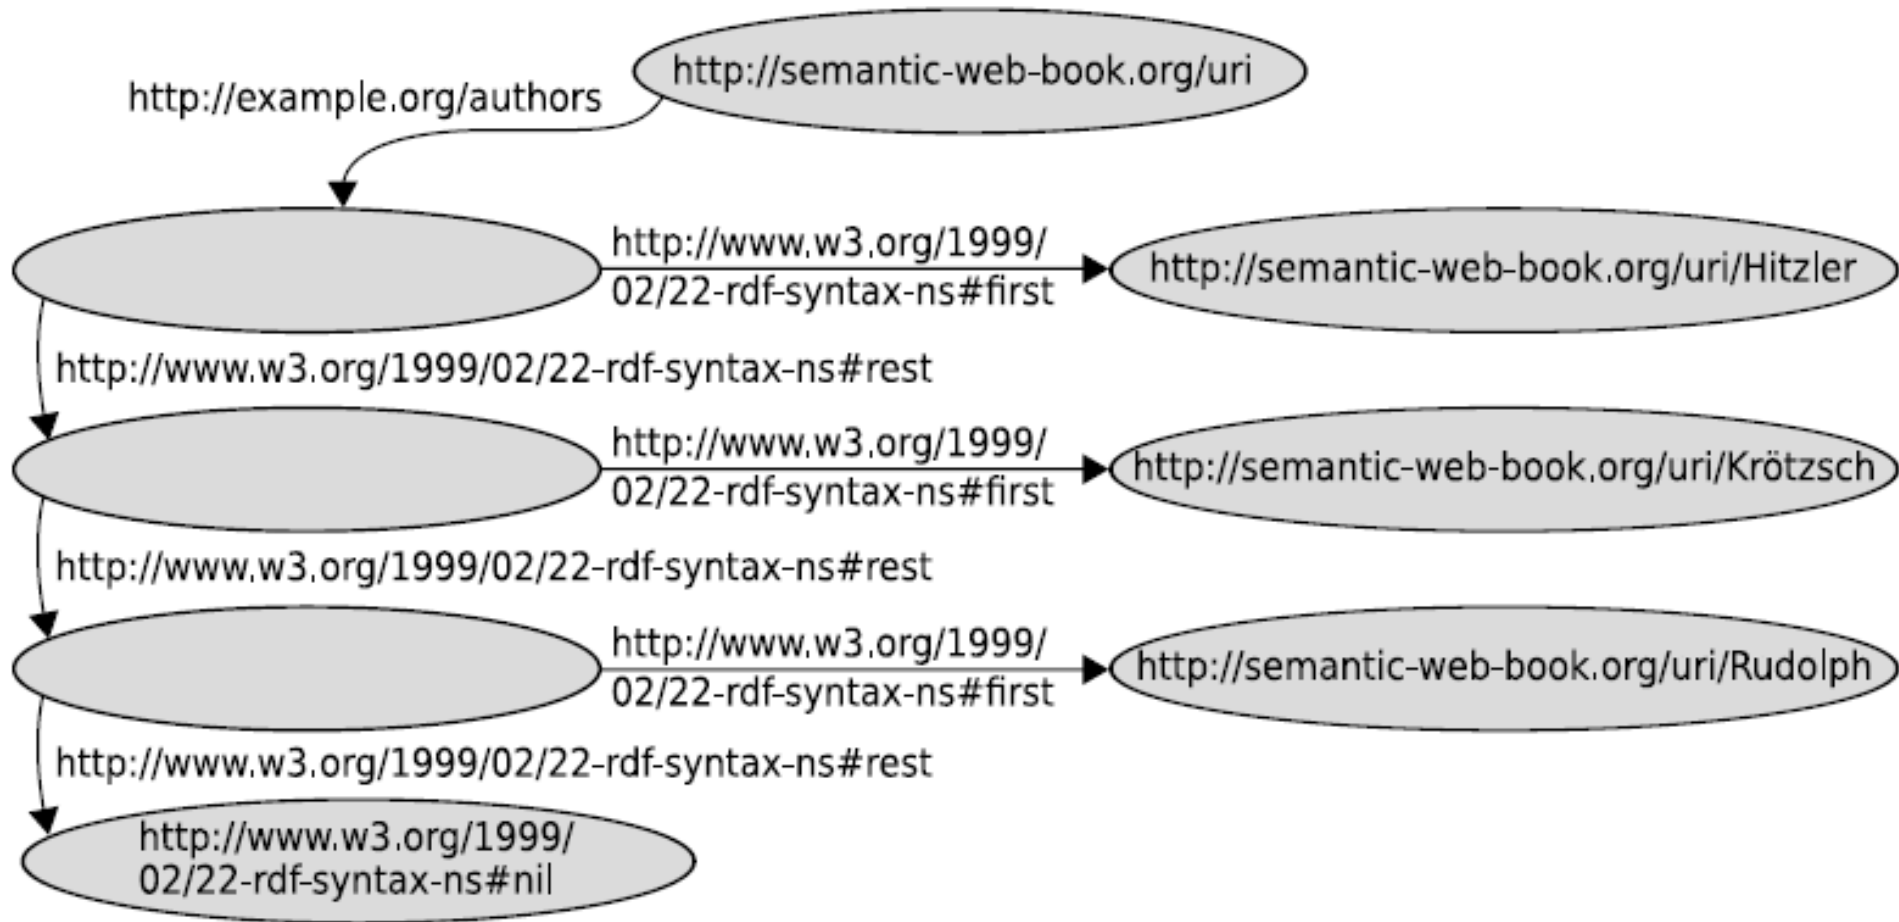 http://semantic-web-book.org/uri
http://example.org/authors
http://www.w3.org/1999/
02/22-rdf-syntax-ns#first
http://semantic-web-book.org/uri/Hitzler
http://www.w3.org/1999/02/22-rdf-syntax-ns#rest
http://www.w3.org/1999/
02/22-rdf-syntax-ns#first
http://semantic-web-book.org/uri/Krötzsch
http://www.w3.org/1999/02/22-rdf-syntax-ns#rest
http://www.w3.org/1999/
02/22-rdf-syntax-ns#first
http://semantic-web-book.org/uri/Rudolph
http://www.w3.org/1999/02/22-rdf-syntax-ns#rest
http://www.w3.org/1999/
02/22-rdf-syntax-ns#nil